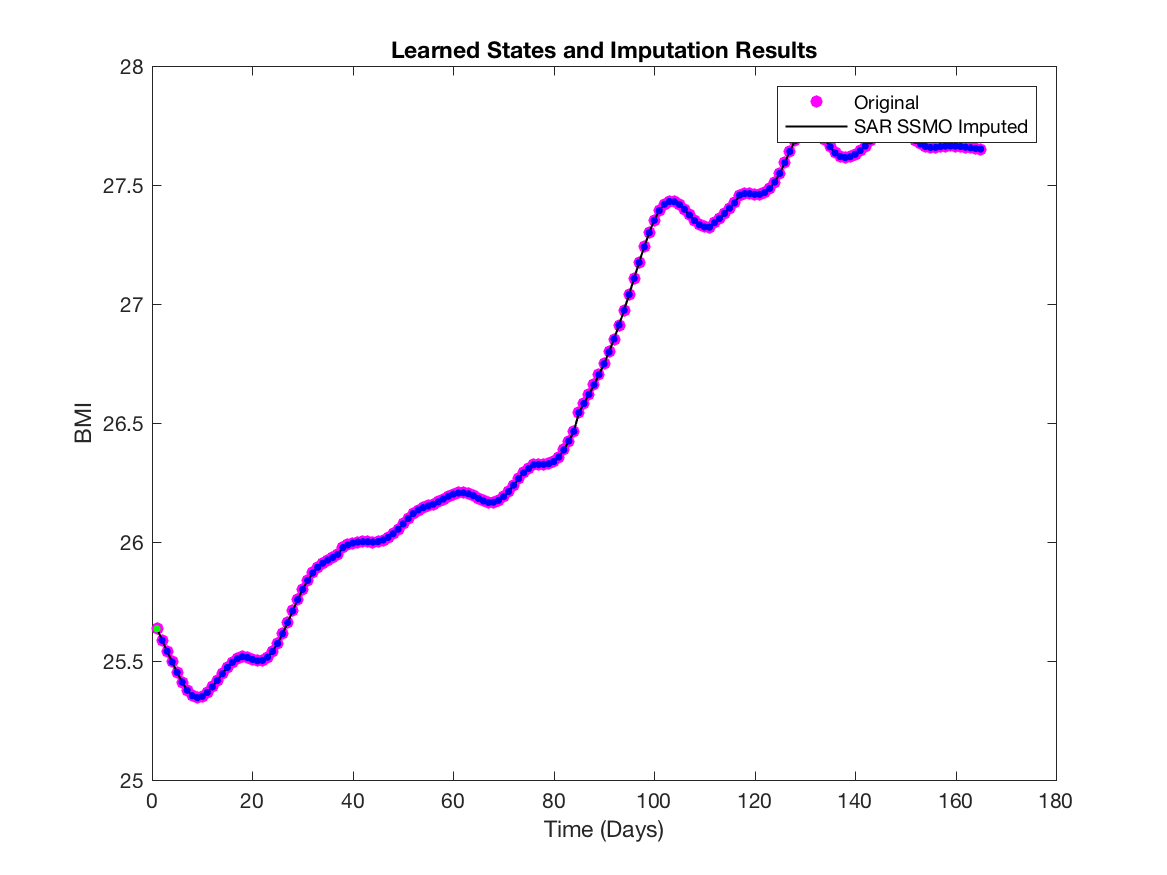 Learned States and Imputation Results
Original
SAR SSMO Imputed
28
27.5
27
26.5
26
25.5
25
BMI
0 20 40 60 80 100 120 140 160 180
Time (Days)